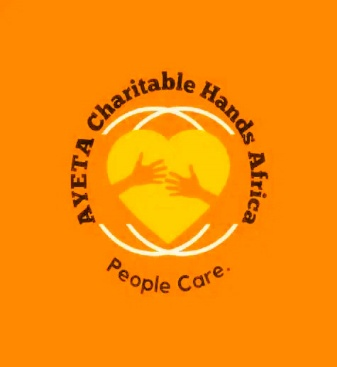 AYETA Charitable Hands Africa
People Care.